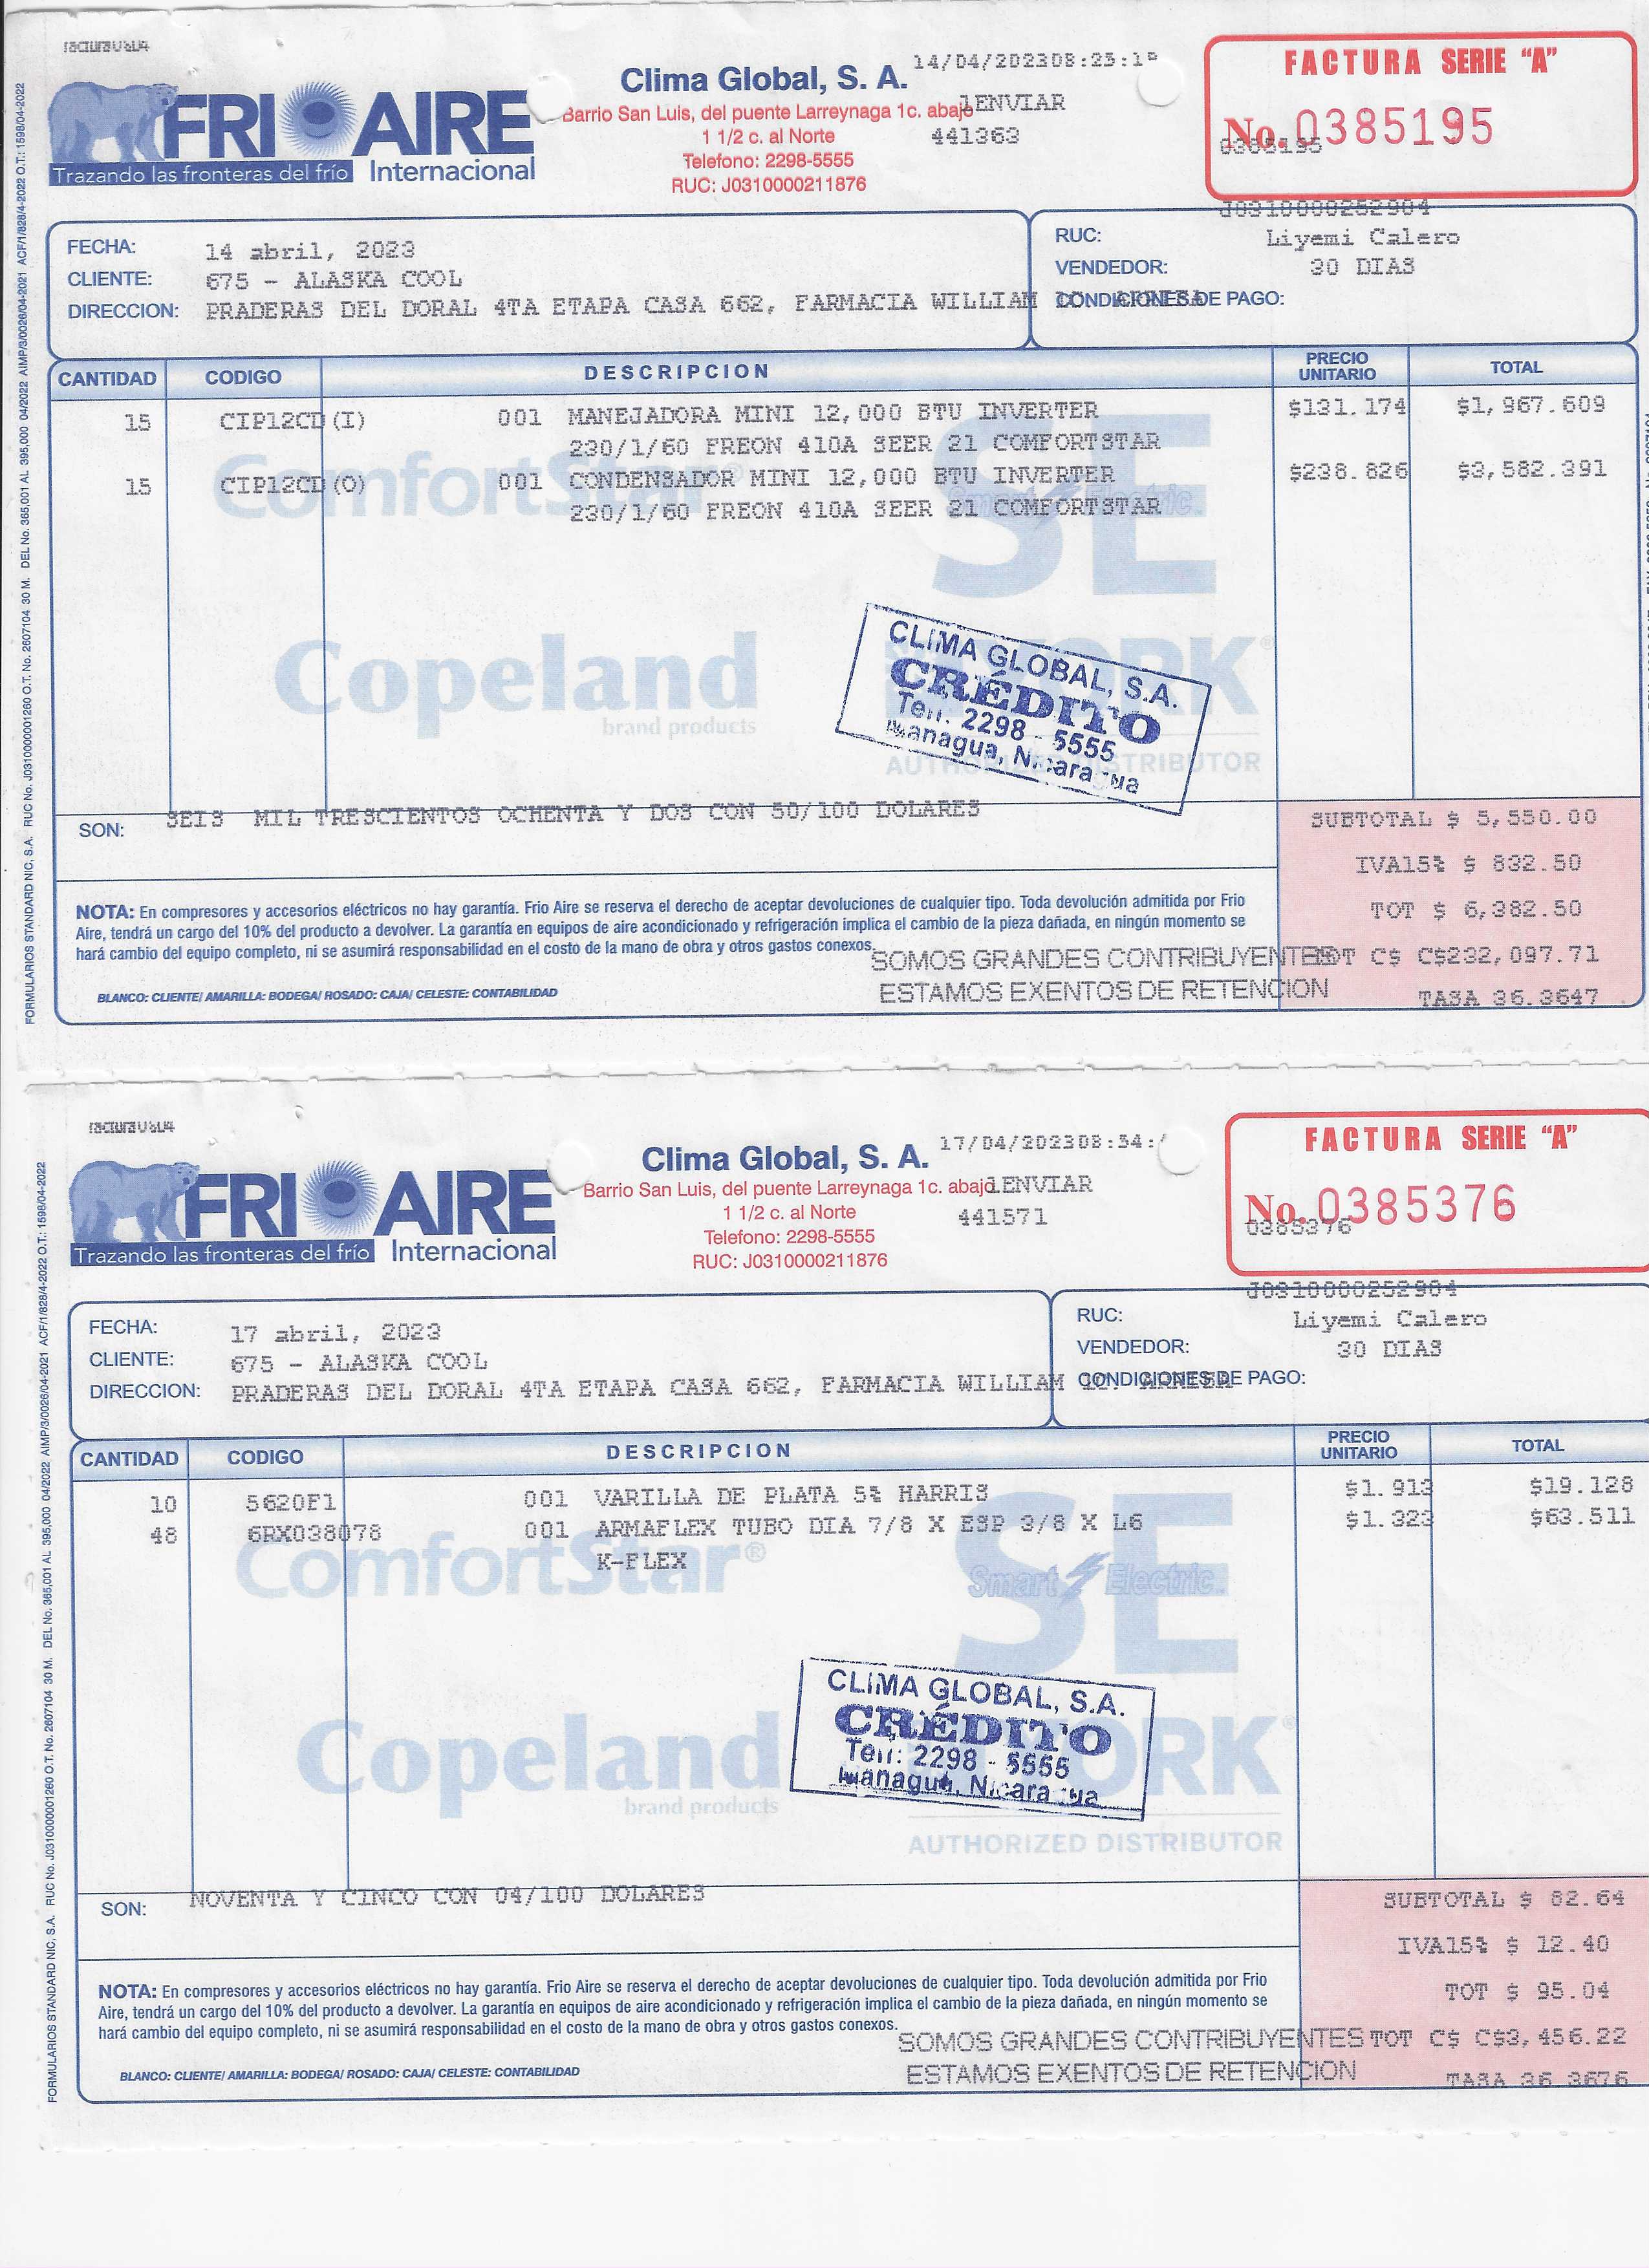 factura0804
FRIOAIRE
Trazando las fronteras del frío Internacional
Clima Global, S. A.
Barrio San Luis, del puente Larreynaga 1c. abajo
1 1/2 c. al Norte
Telefono: 2298-5555
RUC: J0310000211876
14/04/2023 08:25:1
1ENVIAR
441363
FACTURA SERIE "A"
No. 0385195
0385195
FECHA: 14 abril, 2023
CLIENTE: 675 - ALASKA COOL
DIRECCION: PRADERAS DEL DORAL 4TA ETAPA CASA 662, FARMACIA WILLIAM
J0310000252904
RUC: Liyemi Calero
VENDEDOR: 30 DIAS
CONDICIONES DE PAGO:
CANTIDAD CODIGO DESCRIPCION PRECIO UNITARIO TOTAL
15 CIP12CD(I) 001 MANEJADORA MINI 12,000 BTU INVERTER $131.174 $1,967.609
230/1/60 FREON 410A SEER 21 COMFORTSTAR
15 CIP12CD(O) 001 CONDENSADOR MINI 12,000 BTU INVERTER $238.826 $3,582.391
230/1/60 FREON 410A SEER 21 COMFORTSTAR
ComfortStar®
SE
Copeland
brand products
YORK®
AUTHORIZED DISTRIBUTOR
CLIMA GLOBAL, S.A.
CRÉDITO
Telf: 2298 - 5555
Managua, Nicaragua
SON: SEIS MIL TRESCIENTOS OCHENTA Y DOS CON 50/100 DOLARES
SUBTOTAL $ 5,550.00
IVA15% $ 832.50
TOT $ 6,382.50
TOT C$ C$232,097.71
TASA 36.3647
NOTA: En compresores y accesorios eléctricos no hay garantía. Frio Aire se reserva el derecho de aceptar devoluciones de cualquier tipo. Toda devolución admitida por Frio
Aire, tendrá un cargo del 10% del producto a devolver. La garantía en equipos de aire acondicionado y refrigeración implica el cambio de la pieza dañada, en ningún momento se
hará cambio del equipo completo, ni se asumirá responsabilidad en el costo de la mano de obra y otros gastos conexos.
SOMOS GRANDES CONTRIBUYENTES
ESTAMOS EXENTOS DE RETENCION
BLANCO: CLIENTE/ AMARILLA: BODEGA/ ROSADO: CAJA/ CELESTE: CONTABILIDAD
FORMULARIOS STANDARD NIC, S.A. RUC No. J0310000001260 O.T. No. 2607104 30 M. DEL No. 365,001 AL 395,000 04/2022 AIMP/3/0026/04-2021 ACF/1/828/4-2022 O.T.: 1598/04-2022
factura0804
FRIOAIRE
Trazando las fronteras del frío Internacional
Clima Global, S. A.
Barrio San Luis, del puente Larreynaga 1c. abajo
1 1/2 c. al Norte
Telefono: 2298-5555
RUC: J0310000211876
17/04/2023 08:54:
1ENVIAR
441571
FACTURA SERIE "A"
No. 0385376
0385376
FECHA: 17 abril, 2023
CLIENTE: 675 - ALASKA COOL
DIRECCION: PRADERAS DEL DORAL 4TA ETAPA CASA 662, FARMACIA WILLIAM
J0310000252904
RUC: Liyemi Calero
VENDEDOR: 30 DIAS
CONDICIONES DE PAGO:
CANTIDAD CODIGO DESCRIPCION PRECIO UNITARIO TOTAL
10 5620F1 001 VARILLA DE PLATA 5% HARRIS $1.913 $19.128
48 6RX038078 001 ARMAFLEX TUBO DIA 7/8 X ESP 3/8 X L6 $1.323 $63.511
K-FLEX
ComfortStar®
SE
Smart Electric
Copeland
brand products
YORK®
AUTHORIZED DISTRIBUTOR
CLIMA GLOBAL, S.A.
CRÉDITO
Telf: 2298 - 5555
Managua, Nicaragua
SON: NOVENTA Y CINCO CON 04/100 DOLARES
SUBTOTAL $ 82.64
IVA15% $ 12.40
TOT $ 95.04
TOT C$ C$3,456.22
TASA 36.3676
NOTA: En compresores y accesorios eléctricos no hay garantía. Frio Aire se reserva el derecho de aceptar devoluciones de cualquier tipo. Toda devolución admitida por Frio
Aire, tendrá un cargo del 10% del producto a devolver. La garantía en equipos de aire acondicionado y refrigeración implica el cambio de la pieza dañada, en ningún momento se
hará cambio del equipo completo, ni se asumirá responsabilidad en el costo de la mano de obra y otros gastos conexos.
SOMOS GRANDES CONTRIBUYENTES
ESTAMOS EXENTOS DE RETENCION
BLANCO: CLIENTE/ AMARILLA: BODEGA/ ROSADO: CAJA/ CELESTE: CONTABILIDAD
FORMULARIOS STANDARD NIC, S.A. RUC No. J0310000001260 O.T. No. 2607104 30 M. DEL No. 365,001 AL 395,000 04/2022 AIMP/3/0026/04-2021 ACF/1/828/4-2022 O.T.: 1598/04-2022